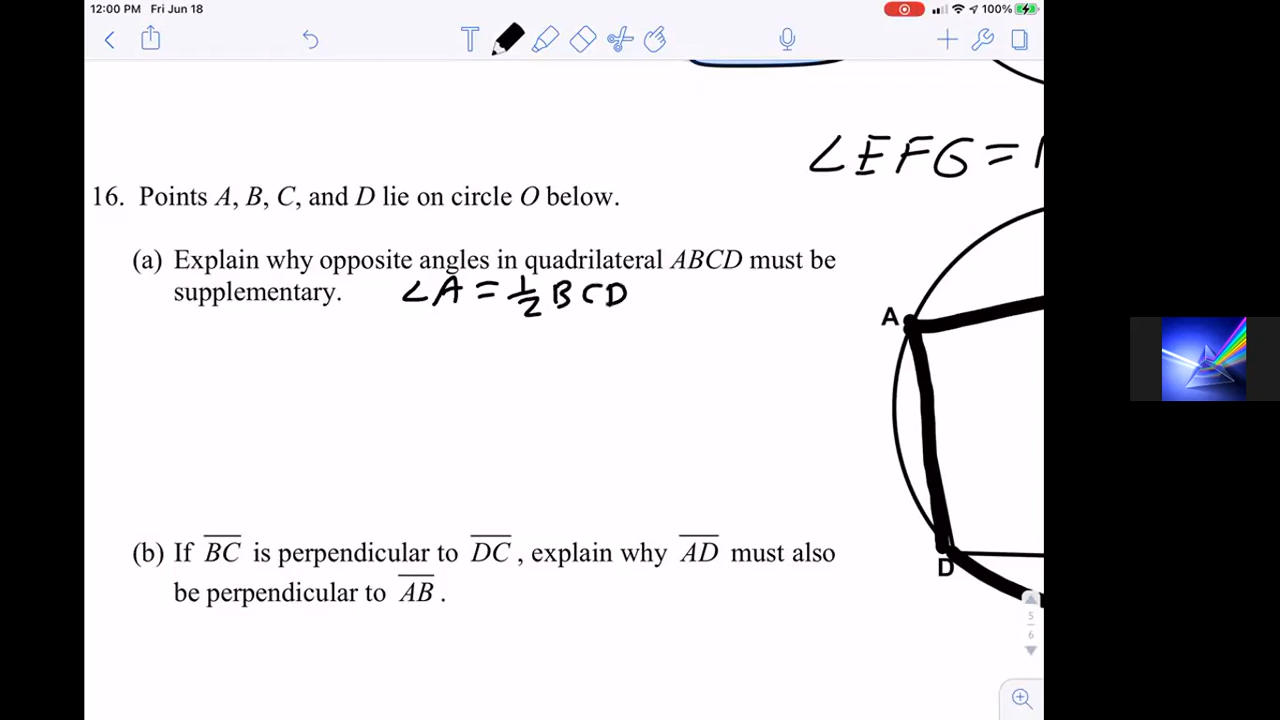 12:00 PM Fri Jun 18
100%
T
∠EFG=
16. Points A, B, C, and D lie on circle O below.
(a) Explain why opposite angles in quadrilateral ABCD must be
supplementary. ∠A = 1/2 BCD
A
(b) If BC is perpendicular to DC, explain why AD must also
be perpendicular to AB.
D
5
6